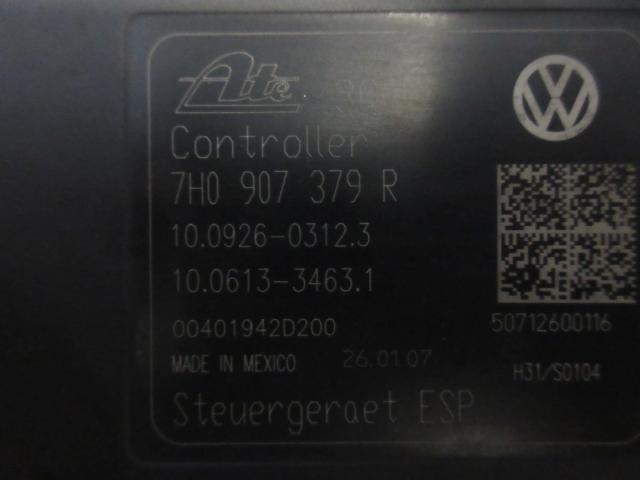 Ate
Controller
7H0 907 379 R
10.0926-0312.3
10.0613-3463.1
00401942D200
50712600116
MADE IN MEXICO 26.01.07
H31/S0104
Steuergeraet ESP